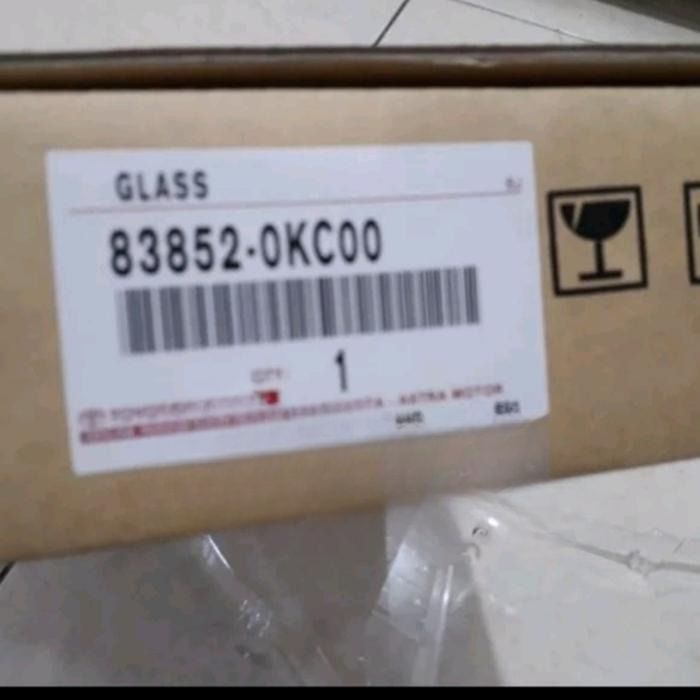 GLASS
83852-0KC00
QTY: 1
ASTRA MOTOR